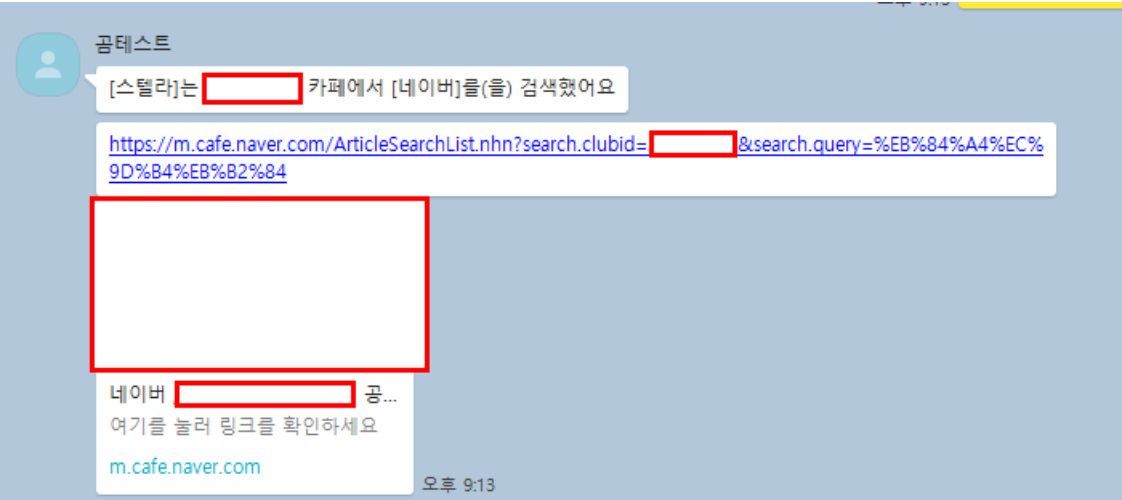 곰테스트
[스텔라]는 카페에서 [네이버]를(을) 검색했어요
https://m.cafe.naver.com/ArticleSearchList.nhn?search.clubid= &search.query=%EB%84%A4%EC%
9D%B4%EB%B2%84
네이버 공...
여기를 눌러 링크를 확인하세요
m.cafe.naver.com
오후 9:13